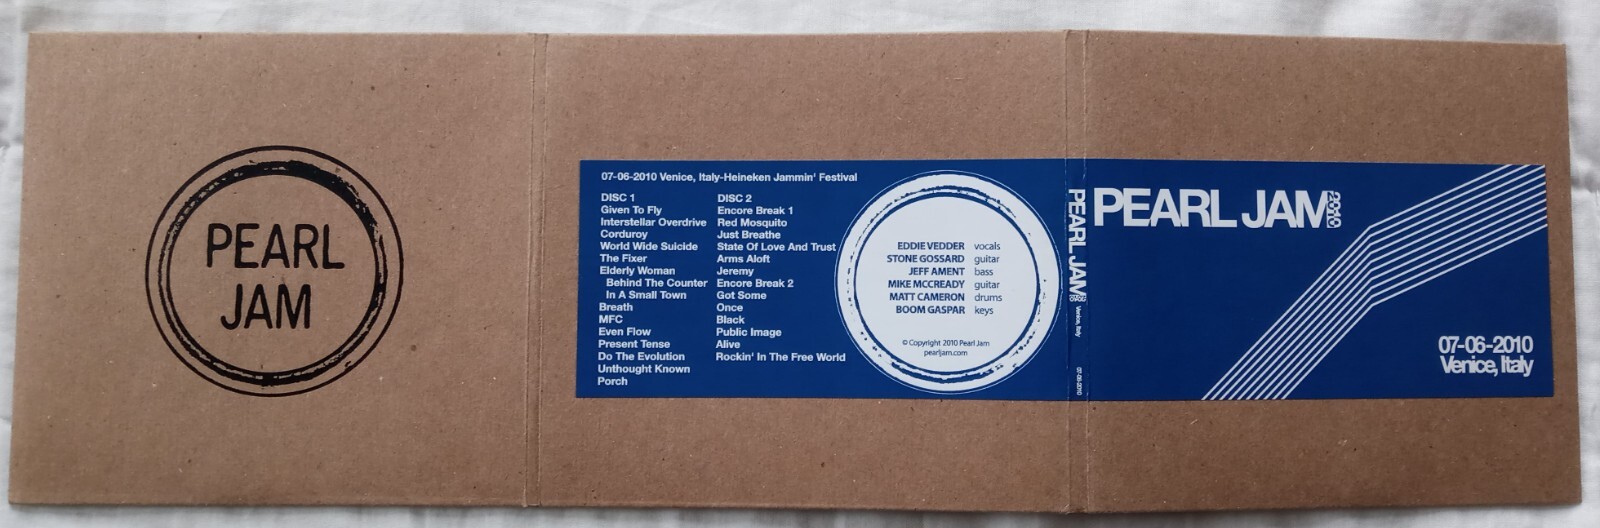 PEARL
JAM
07-06-2010 Venice, Italy-Heineken Jammin' Festival
DISC 1
Given To Fly
Interstellar Overdrive
Corduroy
World Wide Suicide
The Fixer
Elderly Woman
Behind The Counter
In A Small Town
Breath
MFC
Even Flow
Present Tense
Do The Evolution
Unthought Known
Porch
DISC 2
Encore Break 1
Red Mosquito
Just Breathe
State Of Love And Trust
Arms Aloft
Jeremy
Encore Break 2
Got Some
Once
Black
Public Image
Alive
Rockin' In The Free World
EDDIE VEDDER vocals
STONE GOSSARD guitar
JEFF AMENT bass
MIKE MCCREADY guitar
MATT CAMERON drums
BOOM GASPAR keys
© Copyright 2010 Pearl Jam
pearljam.com
PEARL JAM 2010 Venice, Italy 07-06-2010
PEARL JAM 2010
07-06-2010
Venice, Italy